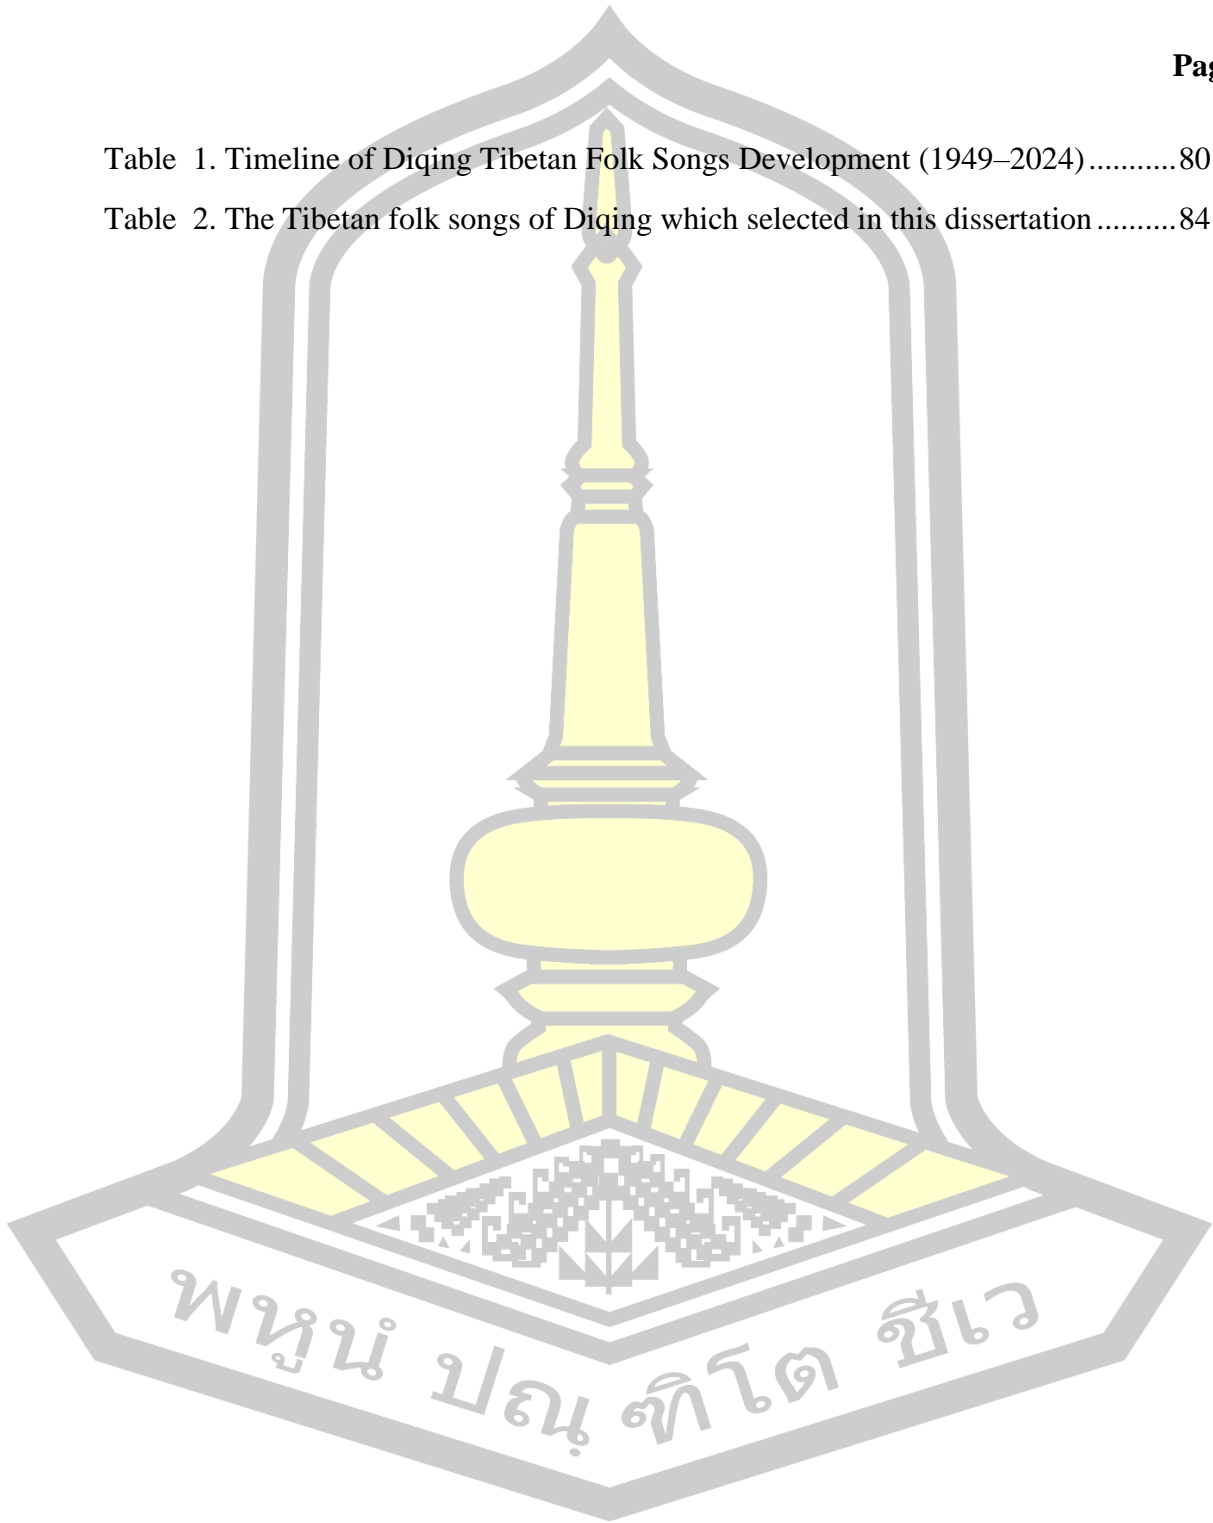 Pag
Table 1. Timeline of Diqing Tibetan Folk Songs Development (1949–2024)...........80
Table 2. The Tibetan folk songs of Diqing which selected in this dissertation..........84
พหูนํ ปณฺฑิโต ชีเว